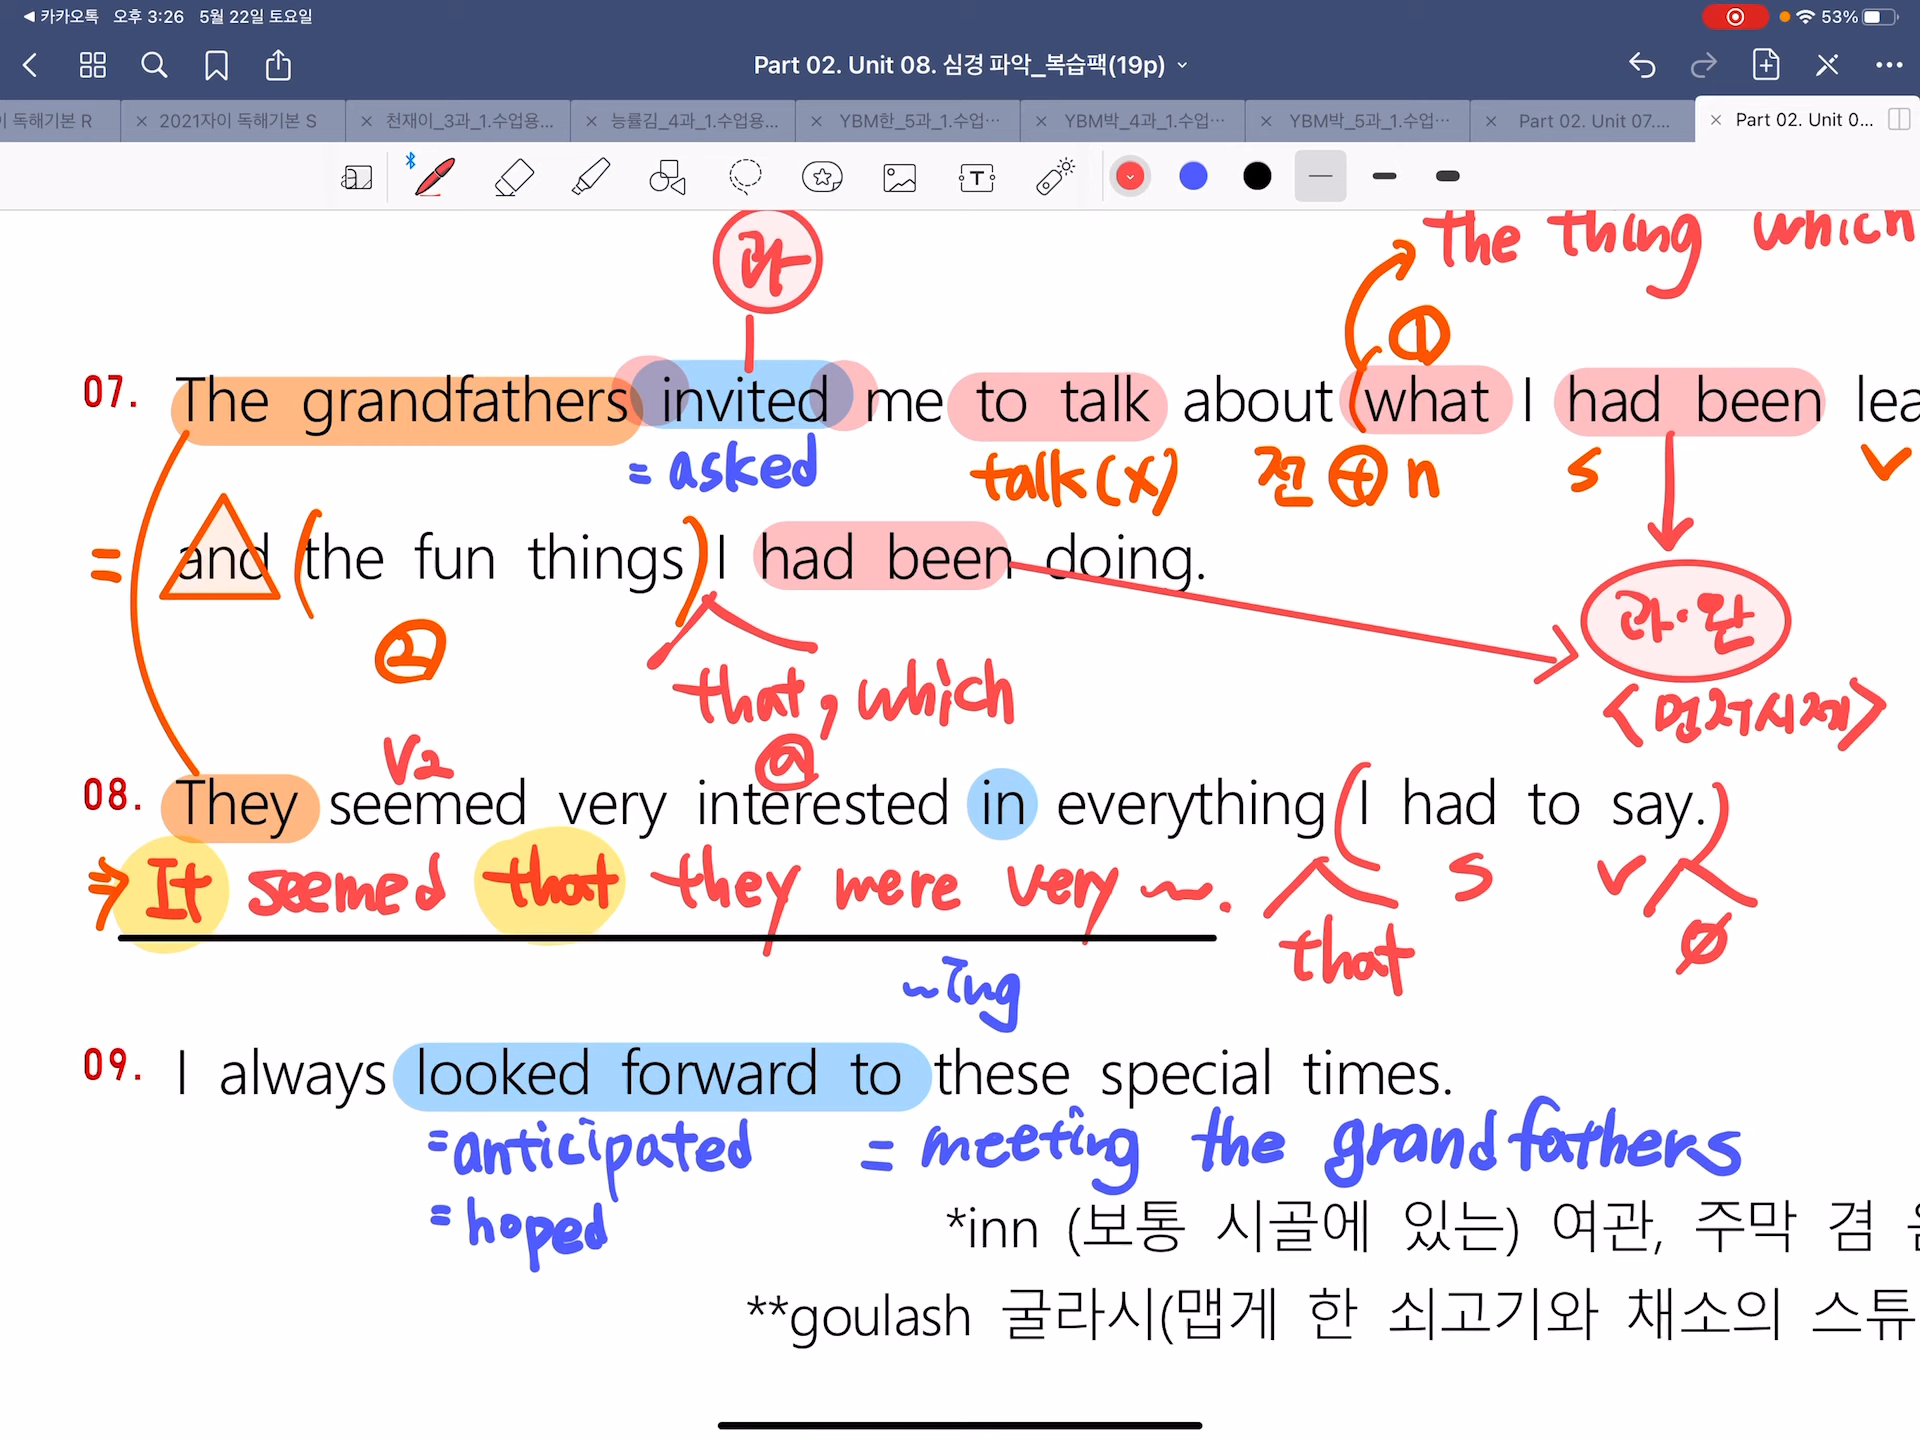 카카오톡 오후 3:26 5월 22일 토요일 53%
Part 02. Unit 08. 심경 파악_복습팩(19p)
독해기본 R 2021자이 독해기본 S 천재이_3과_1.수업용... 능률김_4과_1.수업용... YBM한_5과_1.수업... YBM박_4과_1.수업... YBM박_5과_1.수업... Part 02. Unit 07.... Part 02. Unit 0...
the thing which
과
①
07. The grandfathers invited me to talk about (what I had been lea
= asked talk(x) 전 ⊕ n s v
= and (the fun things) I had been doing.
과·완
②
that, which
<먼저시제>
v2 @
08. They seemed very interested in everything (I had to say.)
⇒ It seemed that they were very ~. s v
that ∅
~ing
09. I always looked forward to these special times.
=anticipated = meeting the grandfathers
= hoped
*inn (보통 시골에 있는) 여관, 주막 겸
**goulash 굴라시(맵게 한 쇠고기와 채소의 스튜